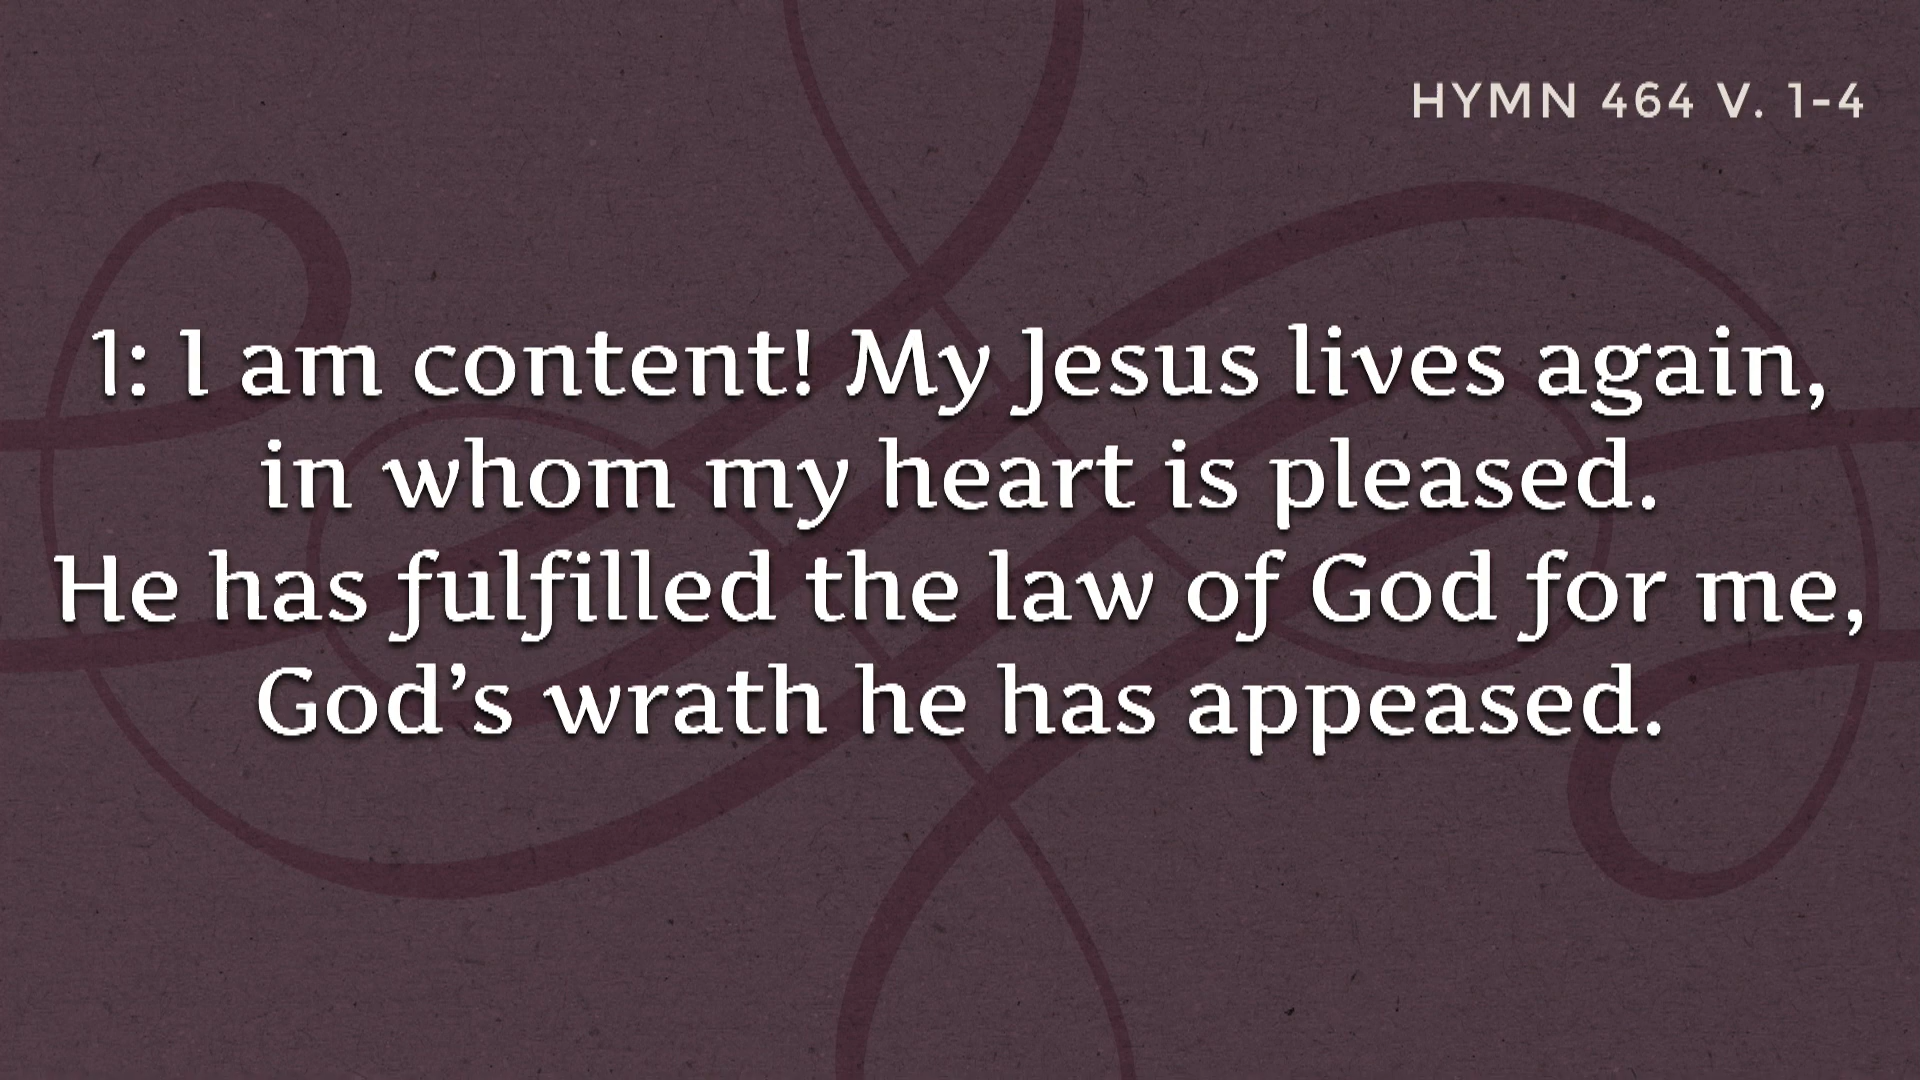 HYMN 464 V. 1-4
1: I am content! My Jesus lives again,
in whom my heart is pleased.
He has fulfilled the law of God for me,
God’s wrath he has appeased.